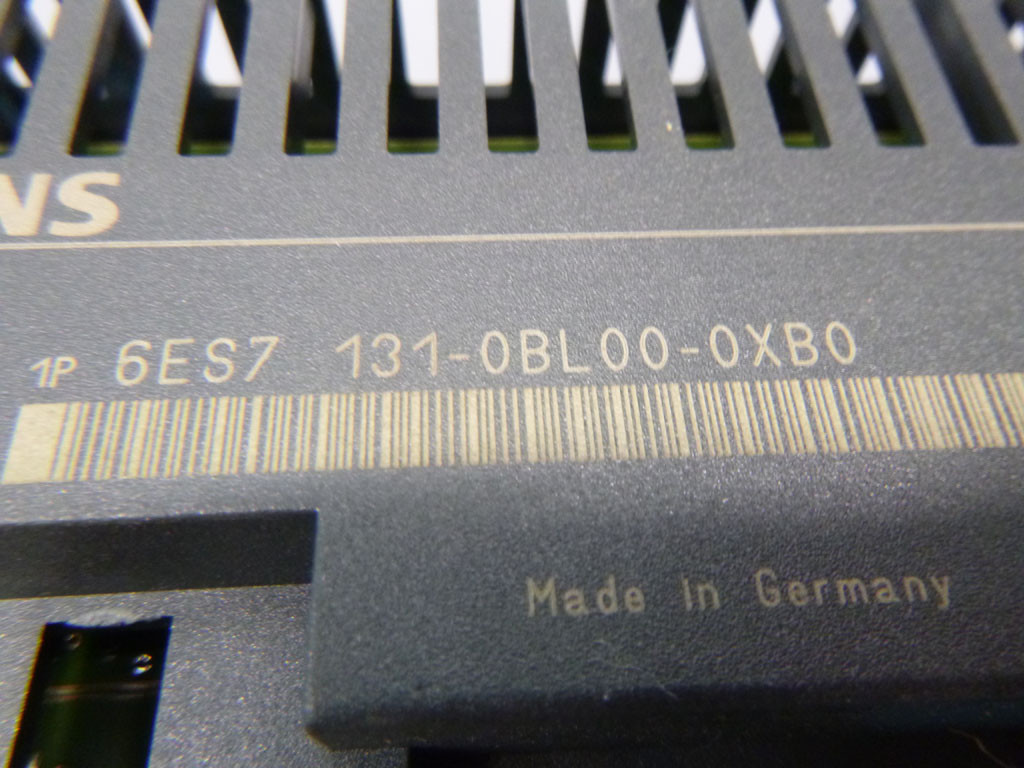 NS
1P 6ES7 131-0BL00-0XB0
Made in Germany